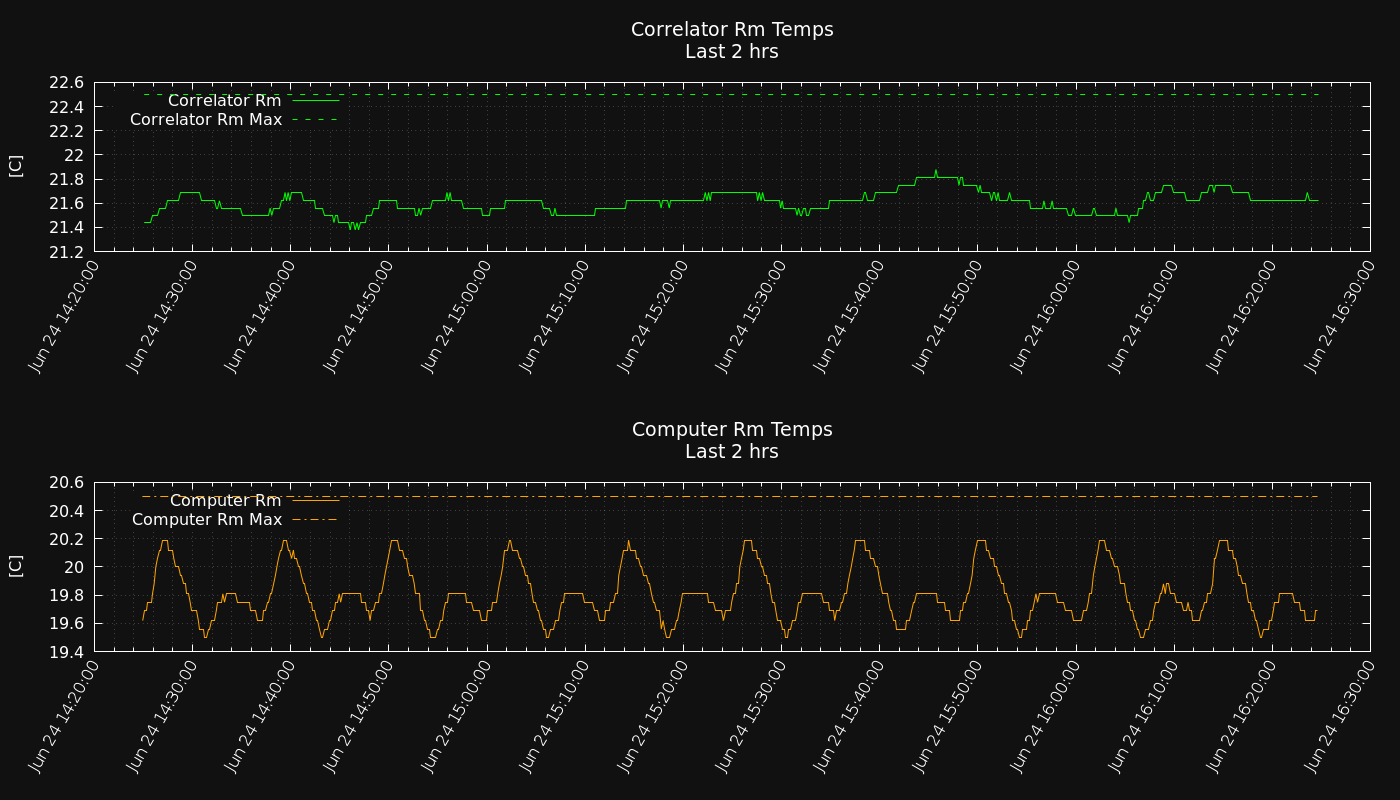 Correlator Rm Temps
Last 2 hrs
[C]
22.6
22.4
22.2
22
21.8
21.6
21.4
21.2
Correlator Rm
Correlator Rm Max
Jun 24 14:20:00
Jun 24 14:30:00
Jun 24 14:40:00
Jun 24 14:50:00
Jun 24 15:00:00
Jun 24 15:10:00
Jun 24 15:20:00
Jun 24 15:30:00
Jun 24 15:40:00
Jun 24 15:50:00
Jun 24 16:00:00
Jun 24 16:10:00
Jun 24 16:20:00
Jun 24 16:30:00
Computer Rm Temps
Last 2 hrs
[C]
20.6
20.4
20.2
20
19.8
19.6
19.4
Computer Rm
Computer Rm Max
Jun 24 14:20:00
Jun 24 14:30:00
Jun 24 14:40:00
Jun 24 14:50:00
Jun 24 15:00:00
Jun 24 15:10:00
Jun 24 15:20:00
Jun 24 15:30:00
Jun 24 15:40:00
Jun 24 15:50:00
Jun 24 16:00:00
Jun 24 16:10:00
Jun 24 16:20:00
Jun 24 16:30:00